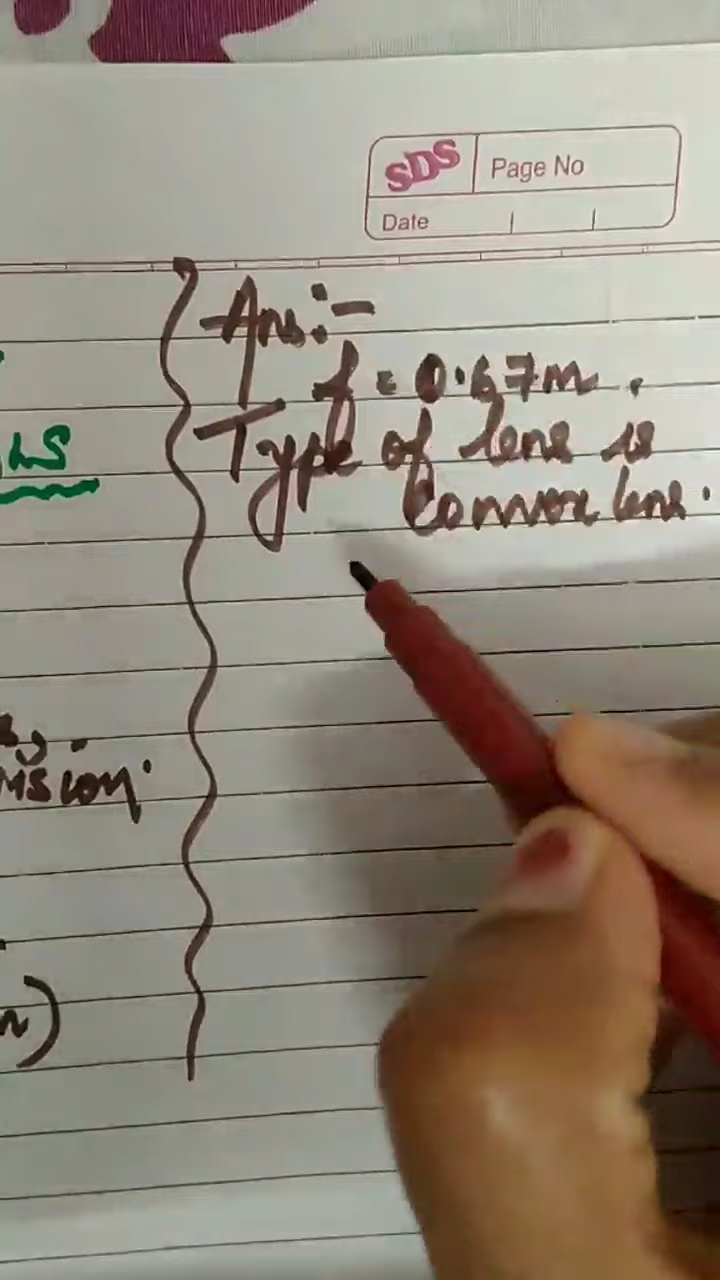 SDS Page No
Date
Ans:-
f = 0.67m.
Type of lens is
Convex lens.